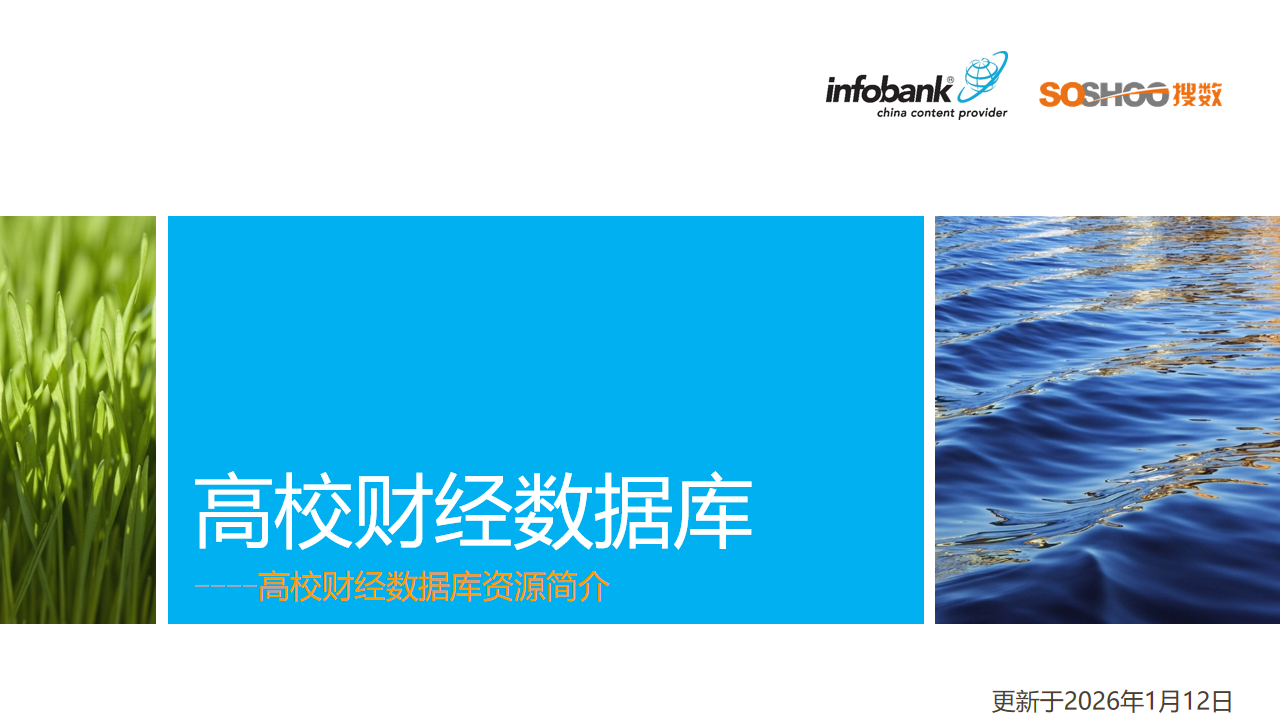 infobank®
china content provider
SOSHOO搜数
高校财经数据库
----高校财经数据库资源简介
更新于2026年1月12日